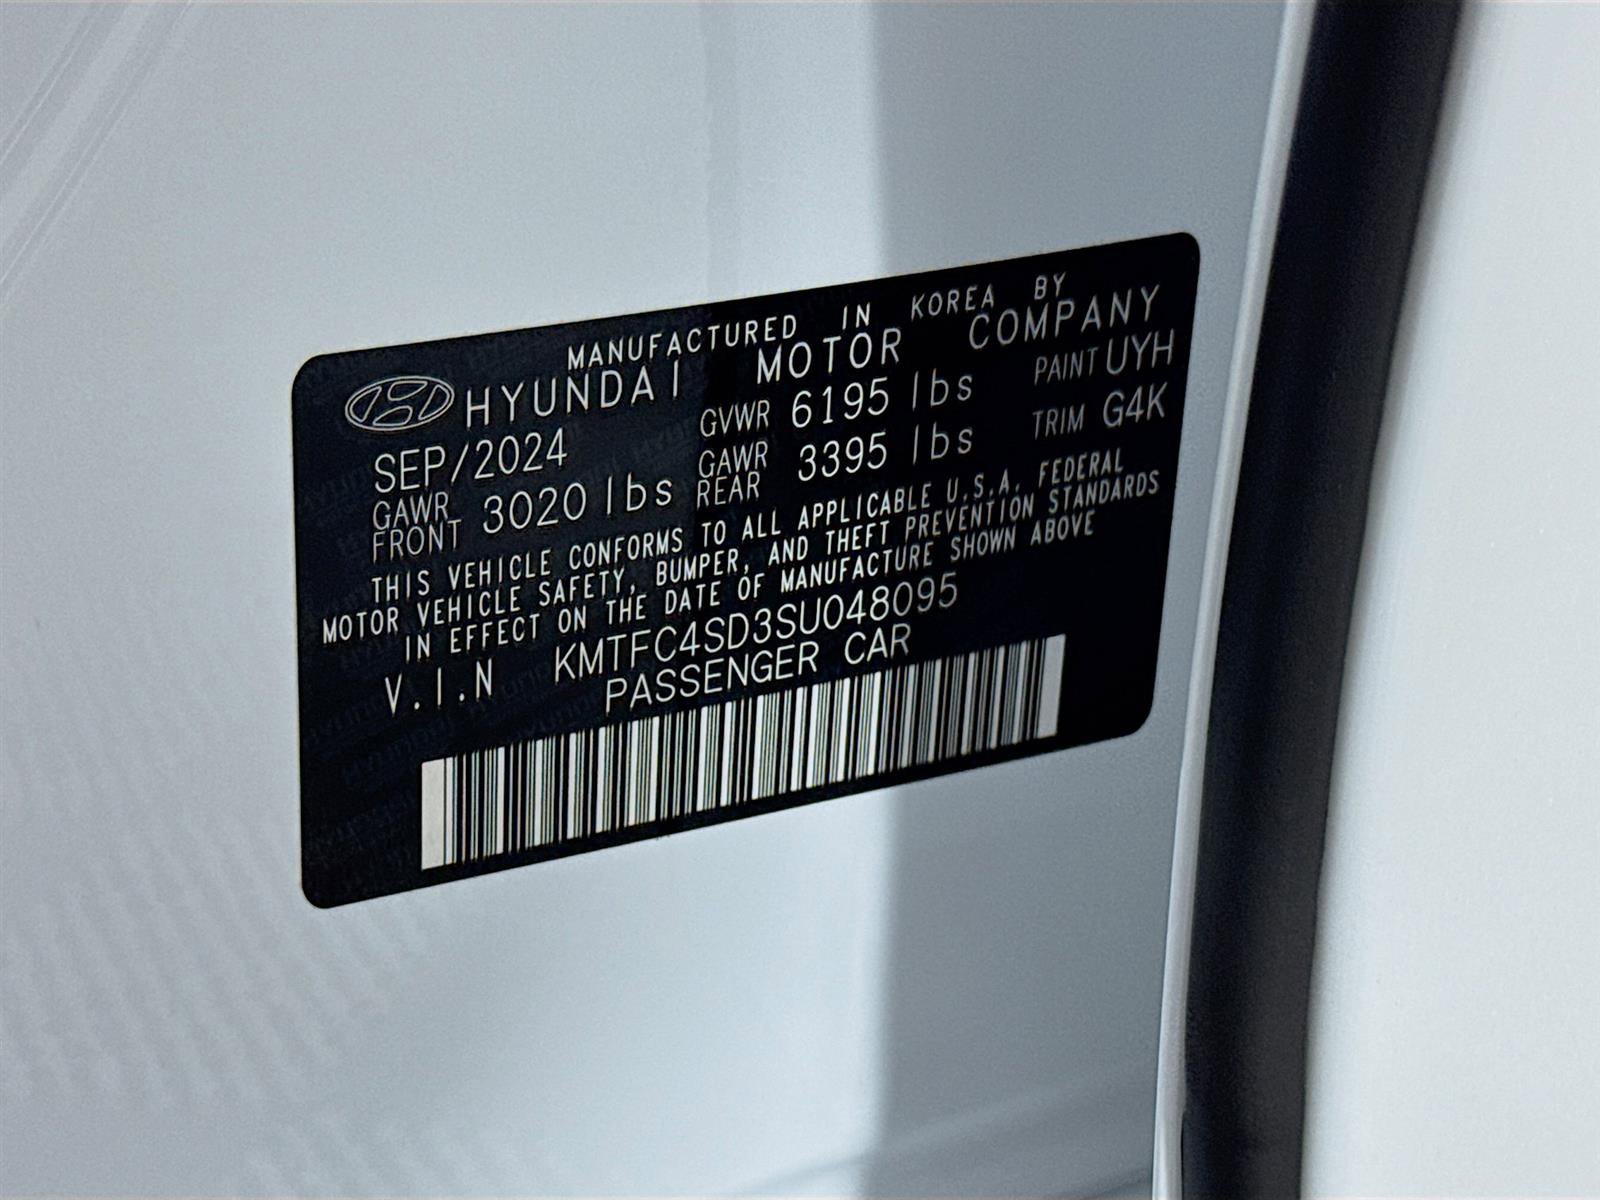 MANUFACTURED IN KOREA BY
HYUNDAI MOTOR COMPANY
SEP/2024 GVWR 6195 lbs PAINT UYH
GAWR FRONT 3020 lbs GAWR REAR 3395 lbs TRIM G4K
THIS VEHICLE CONFORMS TO ALL APPLICABLE U.S.A. FEDERAL
MOTOR VEHICLE SAFETY, BUMPER, AND THEFT PREVENTION STANDARDS
IN EFFECT ON THE DATE OF MANUFACTURE SHOWN ABOVE
V.I.N KMTFC4SD3SU048095
PASSENGER CAR